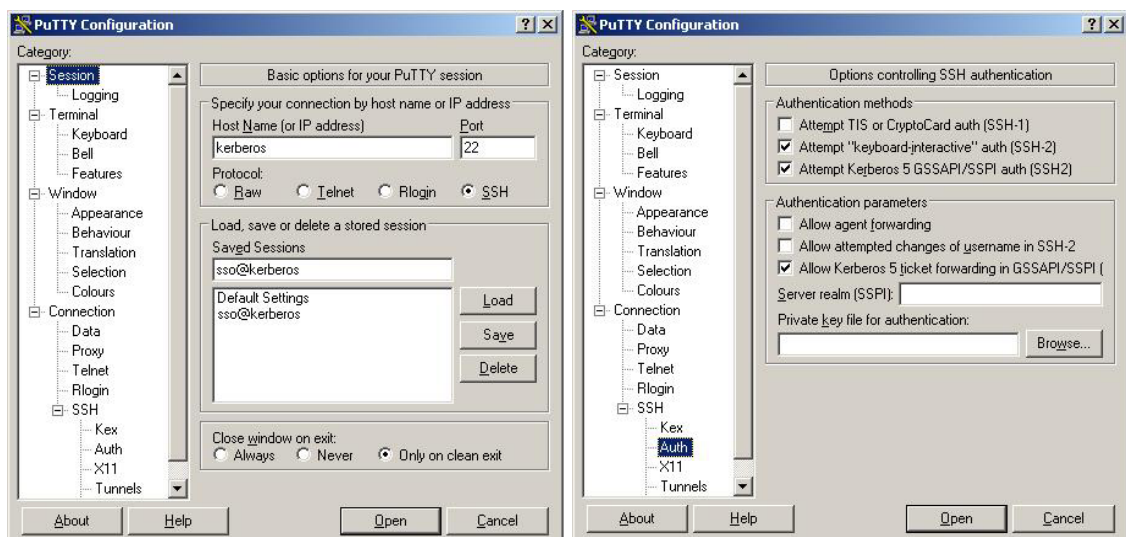 PuTTY Configuration
Category:
Session
Logging
Terminal
Keyboard
Bell
Features
Window
Appearance
Behaviour
Translation
Selection
Colours
Connection
Data
Proxy
Telnet
Rlogin
SSH
Kex
Auth
X11
Tunnels
Basic options for your PuTTY session
Specify your connection by host name or IP address
Host Name (or IP address) Port
kerberos 22
Protocol:
Raw Telnet Rlogin SSH
Load, save or delete a stored session
Saved Sessions
sso@kerberos
Default Settings
sso@kerberos
Load
Save
Delete
Close window on exit:
Always Never Only on clean exit
About Help Open Cancel
PuTTY Configuration
Category:
Session
Logging
Terminal
Keyboard
Bell
Features
Window
Appearance
Behaviour
Translation
Selection
Colours
Connection
Data
Proxy
Telnet
Rlogin
SSH
Kex
Auth
X11
Tunnels
Options controlling SSH authentication
Authentication methods
Attempt TIS or CryptoCard auth (SSH-1)
Attempt "keyboard-interactive" auth (SSH-2)
Attempt Kerberos 5 GSSAPI/SSPI auth (SSH2)
Authentication parameters
Allow agent forwarding
Allow attempted changes of username in SSH-2
Allow Kerberos 5 ticket forwarding in GSSAPI/SSPI (
Server realm (SSPI):
Private key file for authentication:
Browse...
About Help Open Cancel